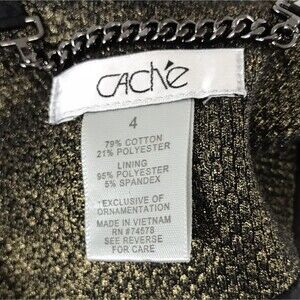 CAChé
4
79% COTTON
21% POLYESTER
LINING
95% POLYESTER
5% SPANDEX
*EXCLUSIVE OF
ORNAMENTATION
MADE IN VIETNAM
RN #74578
SEE REVERSE
FOR CARE